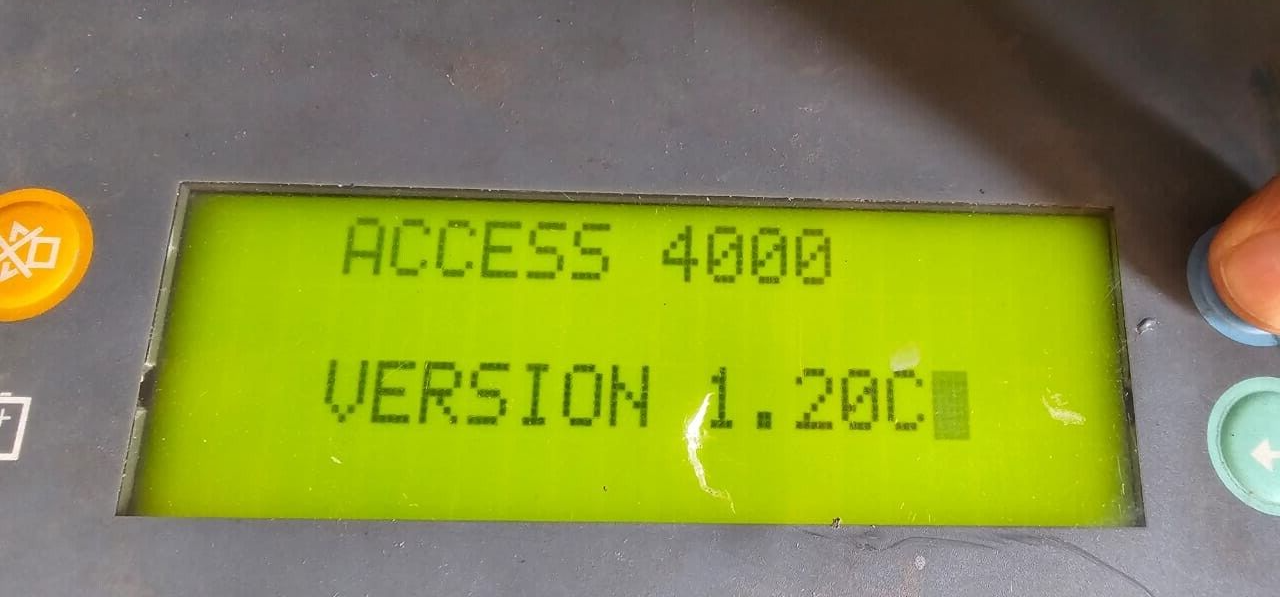 ACCESS 4000
VERSION 1.20C